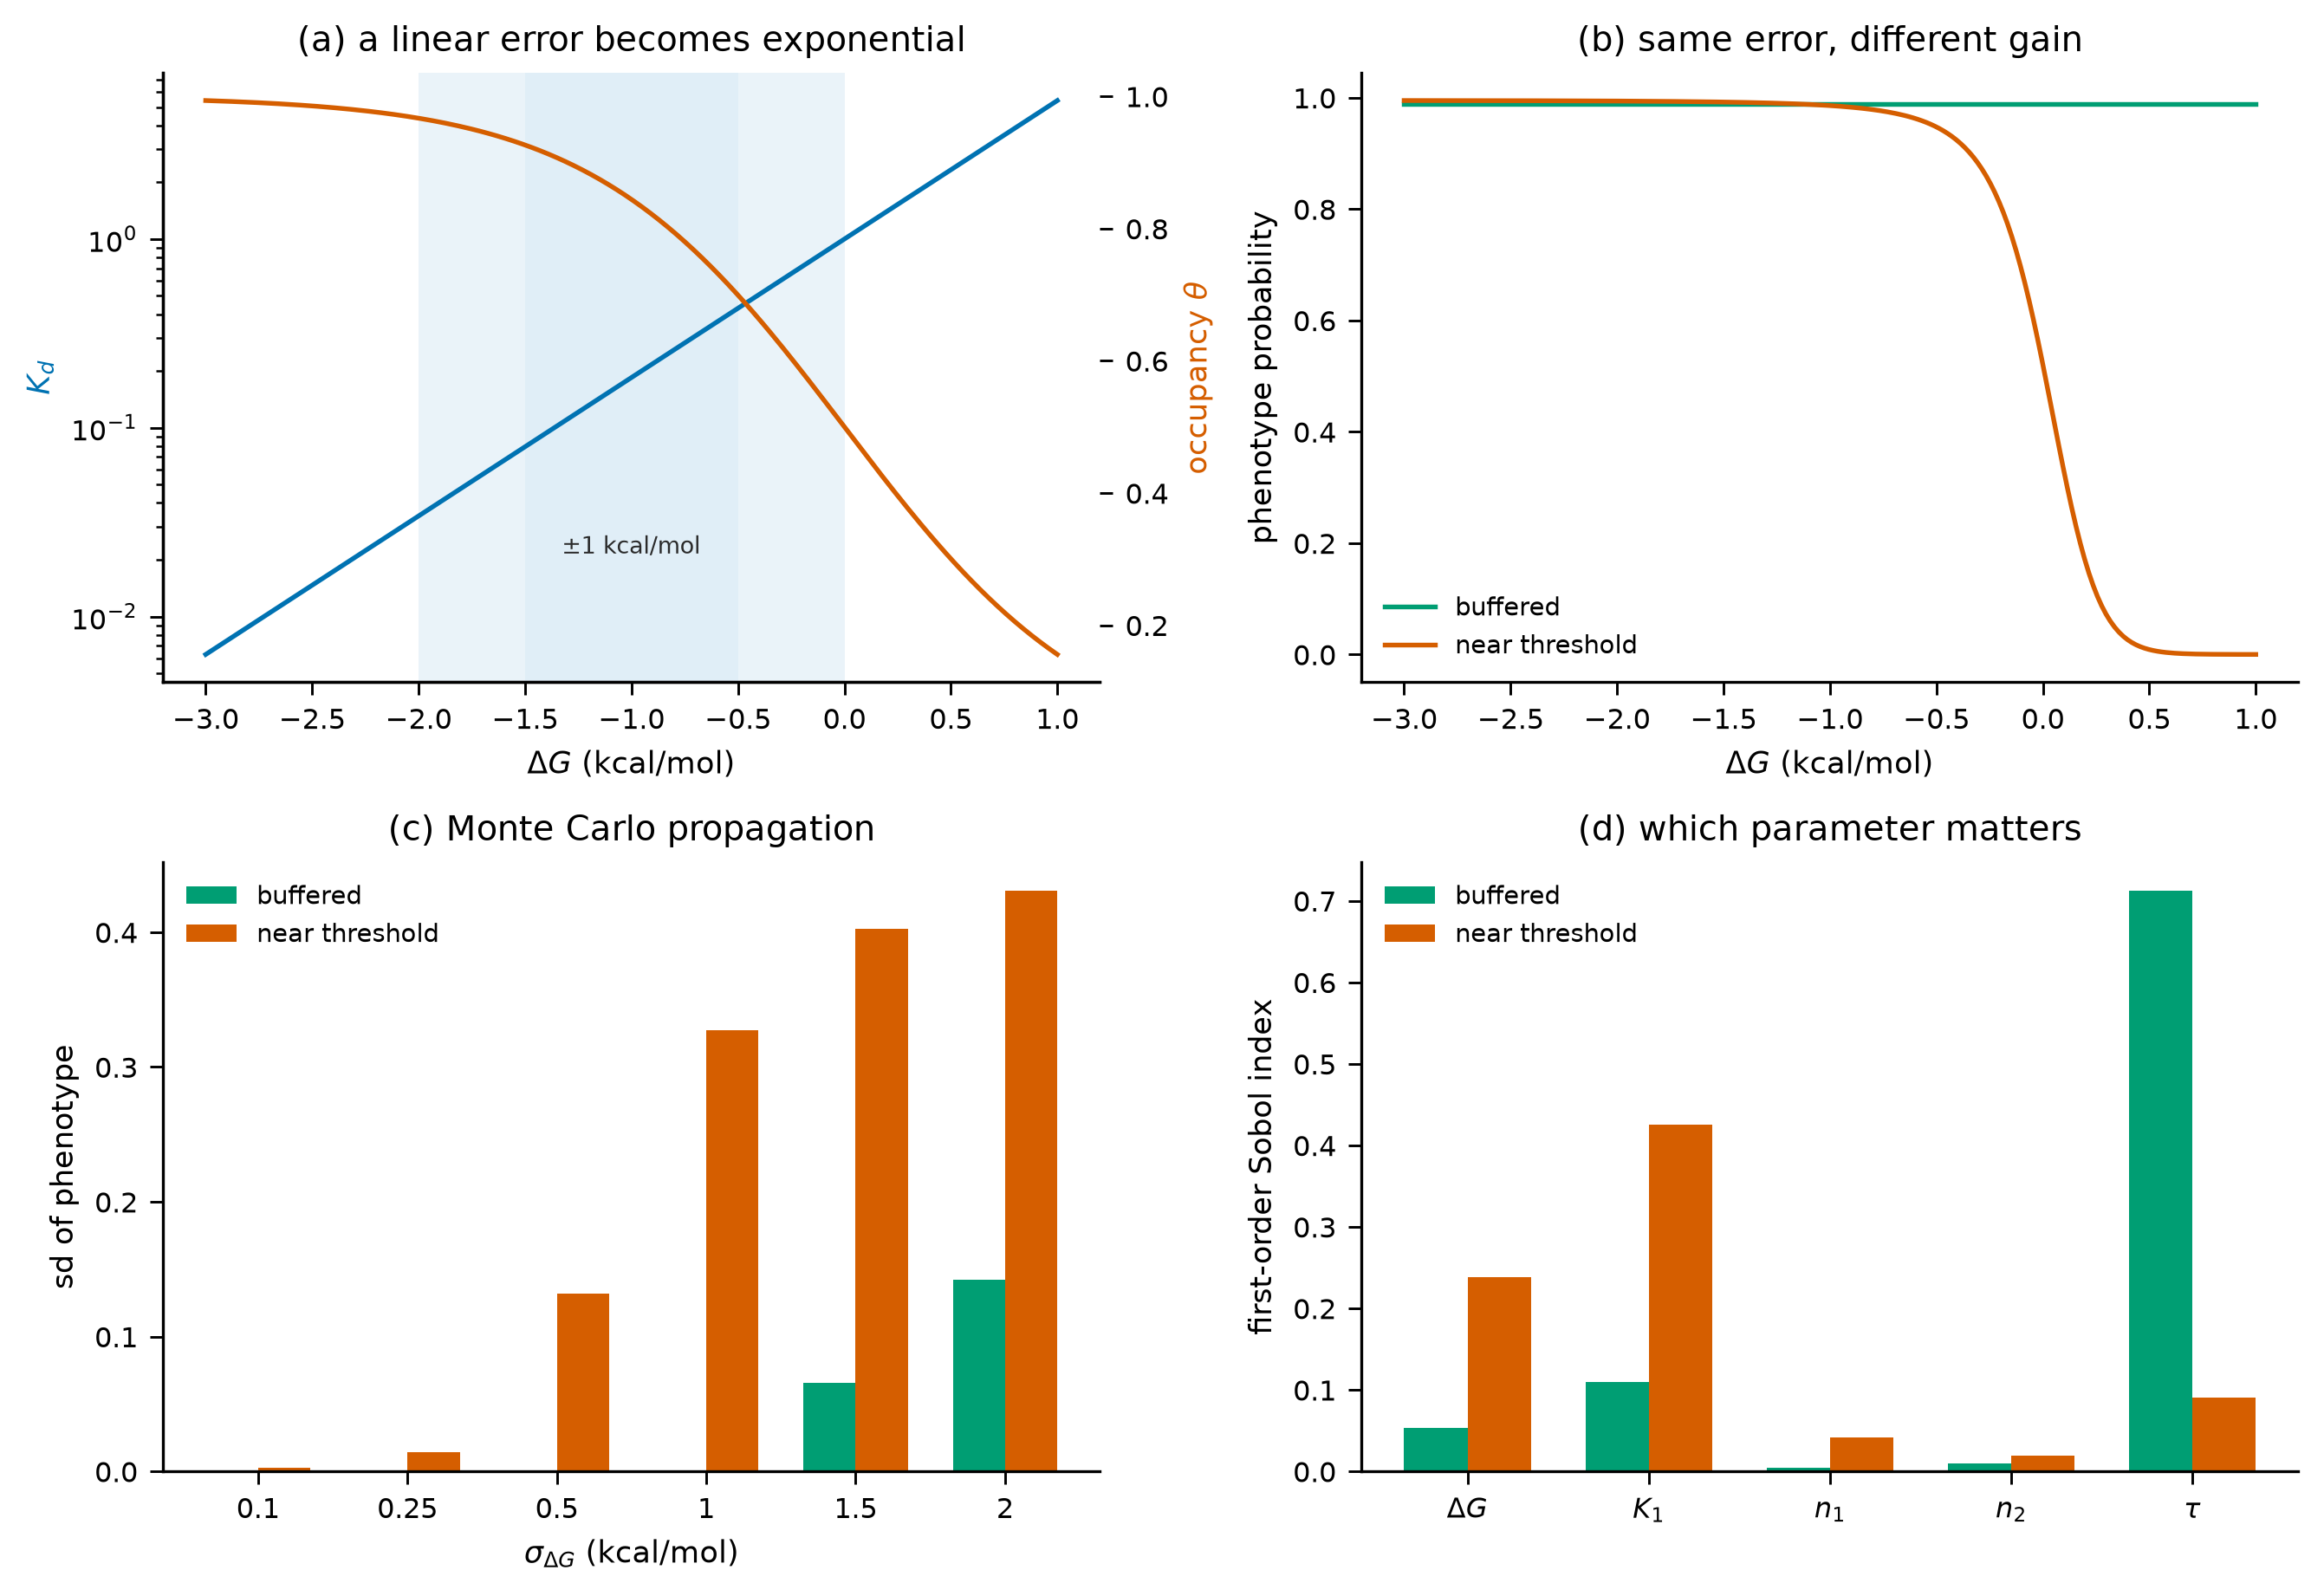 (a) a linear error becomes exponential
10⁰
10⁻¹
10⁻²
K_d
1.0
0.8
0.6
0.4
0.2
occupancy θ
±1 kcal/mol
−3.0 −2.5 −2.0 −1.5 −1.0 −0.5 0.0 0.5 1.0
ΔG (kcal/mol)
(b) same error, different gain
1.0
0.8
0.6
0.4
0.2
0.0
phenotype probability
buffered
near threshold
−3.0 −2.5 −2.0 −1.5 −1.0 −0.5 0.0 0.5 1.0
ΔG (kcal/mol)
(c) Monte Carlo propagation
buffered
near threshold
0.4
0.3
0.2
0.1
0.0
sd of phenotype
0.1 0.25 0.5 1 1.5 2
σ_ΔG (kcal/mol)
(d) which parameter matters
buffered
near threshold
0.7
0.6
0.5
0.4
0.3
0.2
0.1
0.0
first-order Sobol index
ΔG K₁ n₁ n₂ τ